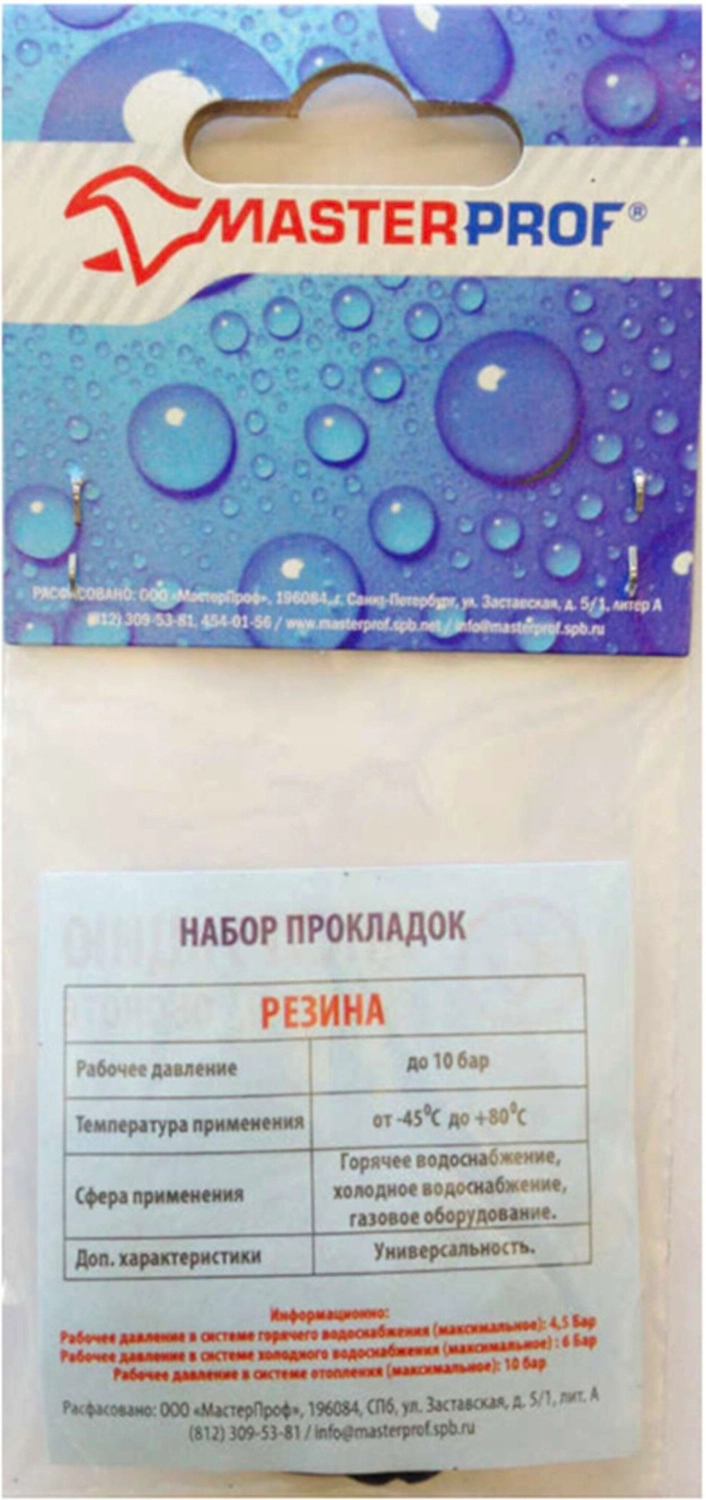 MASTERPROF®
РАСФАСОВАНО: ООО «МастерПроф», 196084, г. Санкт-Петербург, ул. Заставская, д. 5/1, литер А
(812) 309-53-81, 454-01-56 / www.masterprof.spb.net / info@masterprof.spb.ru
НАБОР ПРОКЛАДОК
РЕЗИНА
Рабочее давление до 10 бар
Температура применения от -45⁰С до +80⁰С
Горячее водоснабжение,
Сфера применения холодное водоснабжение,
газовое оборудование.
Доп. характеристики Универсальность.
Информационно:
Рабочее давление в системе горячего водоснабжения (максимальное): 4,5 Бар
Рабочее давление в системе холодного водоснабжения (максимальное) : 6 Бар
Рабочее давление в системе отопления (максимальное): 10 бар
Расфасовано: ООО «МастерПроф», 196084, СПб, ул. Заставская, д. 5/1, лит. А
(812) 309-53-81 / info@masterprof.spb.ru